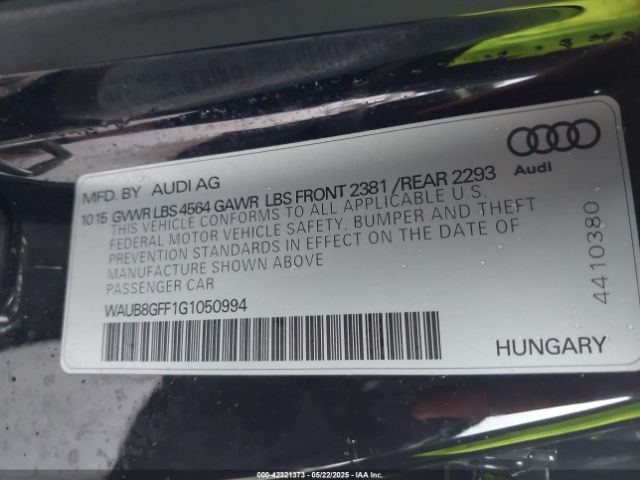 MFD. BY AUDI AG
Audi
10 15 GVWR LBS 4564 GAWR LBS FRONT 2381 /REAR 2293
THIS VEHICLE CONFORMS TO ALL APPLICABLE U.S.
FEDERAL MOTOR VEHICLE SAFETY, BUMPER AND THEFT
PREVENTION STANDARDS IN EFFECT ON THE DATE OF
MANUFACTURE SHOWN ABOVE
PASSENGER CAR
WAUB8GFF1G1050994
4410380
HUNGARY
000-42321373 - 05/22/2025 - IAAI.COM